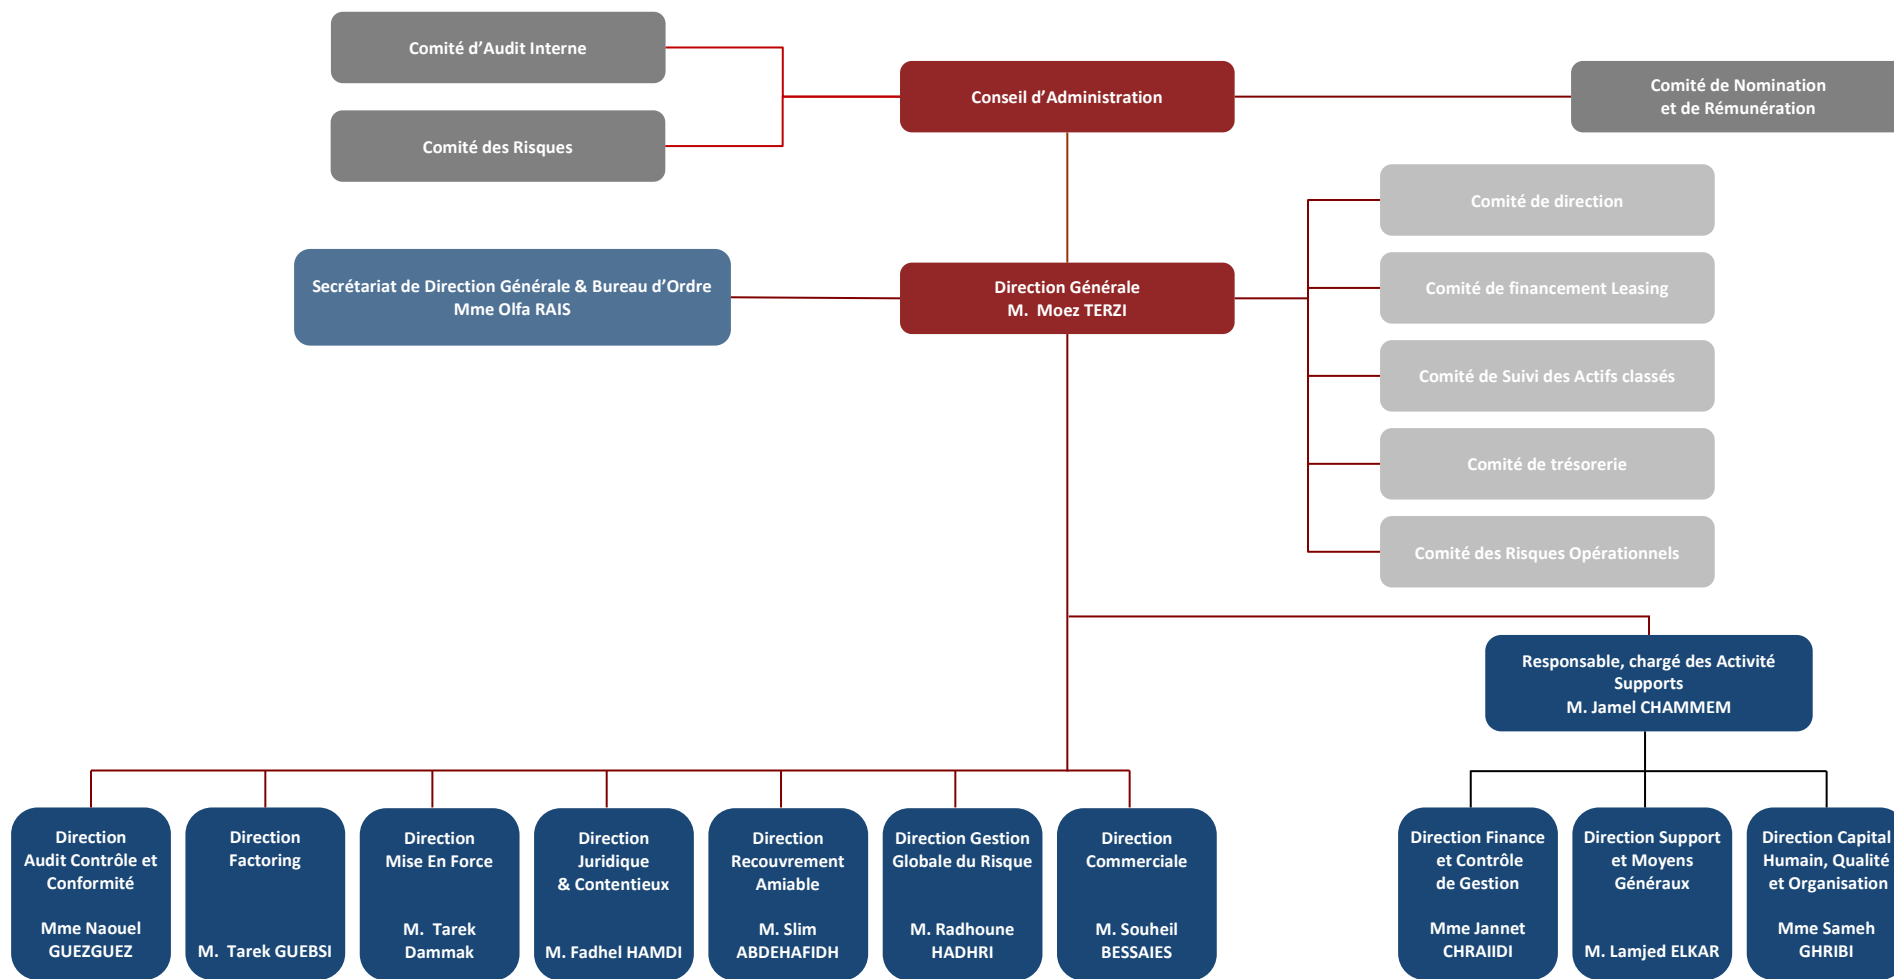 Comité d'Audit Interne
Conseil d'Administration
Comité de Nomination
et de Rémunération
Comité des Risques
Comité de direction
Secrétariat de Direction Générale & Bureau d'Ordre
Mme Olfa RAIS
Direction Générale
M. Moez TERZI
Comité de financement Leasing
Comité de Suivi des Actifs classés
Comité de trésorerie
Comité des Risques Opérationnels
Responsable, chargé des Activité
Supports
M. Jamel CHAMMEM
Direction
Audit Contrôle et
Conformité
Mme Naouel
GUEZGUEZ
Direction
Factoring
M. Tarek GUEBSI
Direction
Mise En Force
M. Tarek
Dammak
Direction
Juridique
& Contentieux
M. Fadhel HAMDI
Direction
Recouvrement
Amiable
M. Slim
ABDEHAFIDH
Direction Gestion
Globale du Risque
M. Radhoune
HADHRI
Direction
Commerciale
M. Souheil
BESSAIES
Direction Finance
et Contrôle
de Gestion
Mme Jannet
CHRAIIDI
Direction Support
et Moyens
Généraux
M. Lamjed ELKAR
Direction Capital
Humain, Qualité
et Organisation
Mme Sameh
GHRIBI